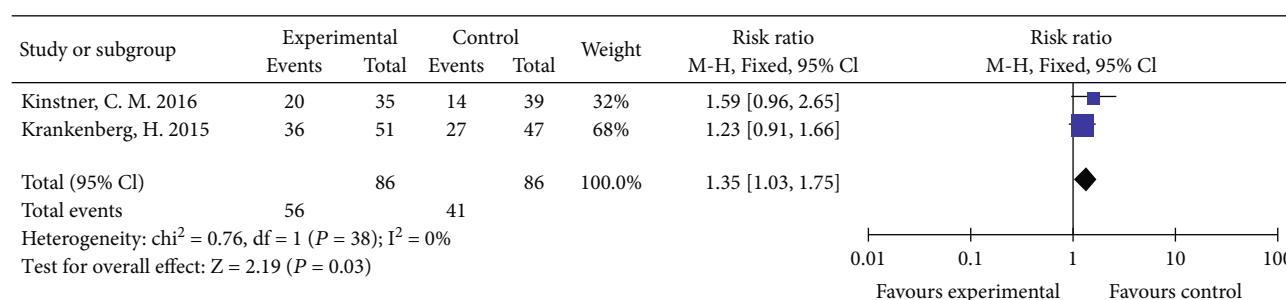 Study or subgroup Experimental Control Weight Risk ratio Risk ratio
Events Total Events Total M-H, Fixed, 95% Cl M-H, Fixed, 95% Cl
Kinstner, C. M. 2016 20 35 14 39 32% 1.59 [0.96, 2.65]
Krankenberg, H. 2015 36 51 27 47 68% 1.23 [0.91, 1.66]
Total (95% Cl) 86 86 100.0% 1.35 [1.03, 1.75]
Total events 56 41
Heterogeneity: chi² = 0.76, df = 1 (P = 38); I² = 0%
Test for overall effect: Z = 2.19 (P = 0.03)
0.01 0.1 1 10 100
Favours experimental Favours control